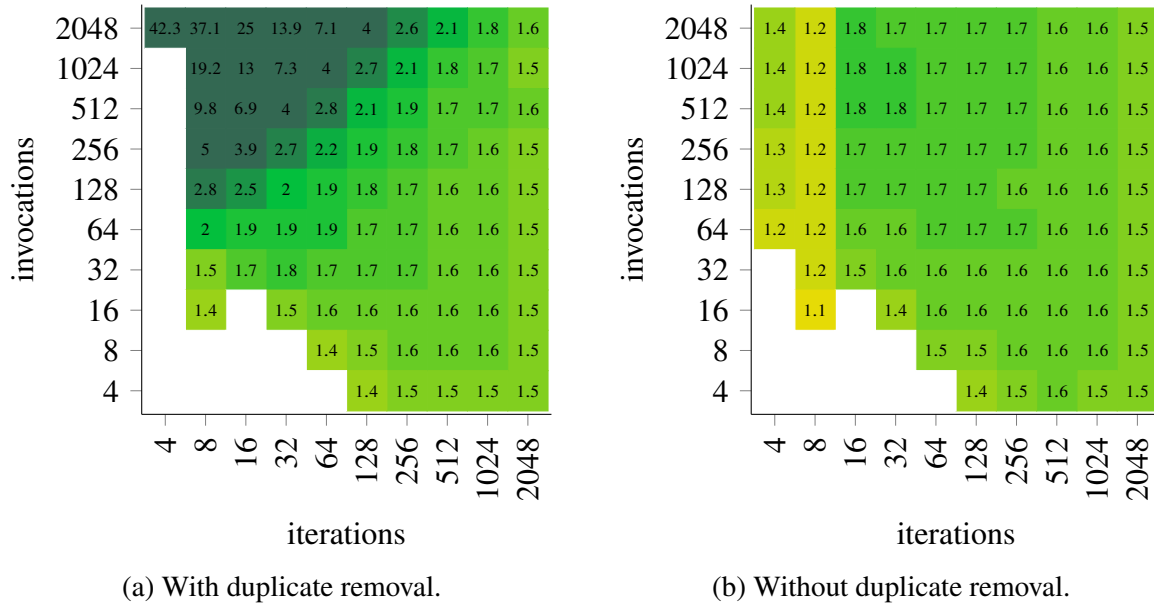 2048 42.3 37.1 25 13.9 7.1 4 2.6 2.1 1.8 1.6
1024 19.2 13 7.3 4 2.7 2.1 1.8 1.7 1.5
512 9.8 6.9 4 2.8 2.1 1.9 1.7 1.7 1.6
256 5 3.9 2.7 2.2 1.9 1.8 1.7 1.6 1.5
128 2.8 2.5 2 1.9 1.8 1.7 1.6 1.6 1.5
64 2 1.9 1.9 1.9 1.7 1.7 1.6 1.6 1.5
32 1.5 1.7 1.8 1.7 1.7 1.7 1.6 1.6 1.5
16 1.4 1.5 1.6 1.6 1.6 1.6 1.6 1.5
8 1.4 1.5 1.6 1.6 1.6 1.5
4 1.4 1.5 1.5 1.5 1.5
invocations
4 8 16 32 64 128 256 512 1024 2048
iterations
(a) With duplicate removal.
2048 1.4 1.2 1.8 1.7 1.7 1.7 1.7 1.6 1.6 1.5
1024 1.4 1.2 1.8 1.8 1.7 1.7 1.7 1.6 1.6 1.5
512 1.4 1.2 1.8 1.8 1.7 1.7 1.7 1.6 1.6 1.5
256 1.3 1.2 1.7 1.7 1.7 1.7 1.7 1.6 1.6 1.5
128 1.3 1.2 1.7 1.7 1.7 1.7 1.6 1.6 1.6 1.5
64 1.2 1.2 1.6 1.6 1.7 1.7 1.7 1.6 1.6 1.5
32 1.2 1.5 1.6 1.6 1.6 1.6 1.6 1.6 1.5
16 1.1 1.4 1.6 1.6 1.6 1.6 1.6 1.5
8 1.5 1.5 1.6 1.6 1.6 1.5
4 1.4 1.5 1.6 1.5 1.5
invocations
4 8 16 32 64 128 256 512 1024 2048
iterations
(b) Without duplicate removal.